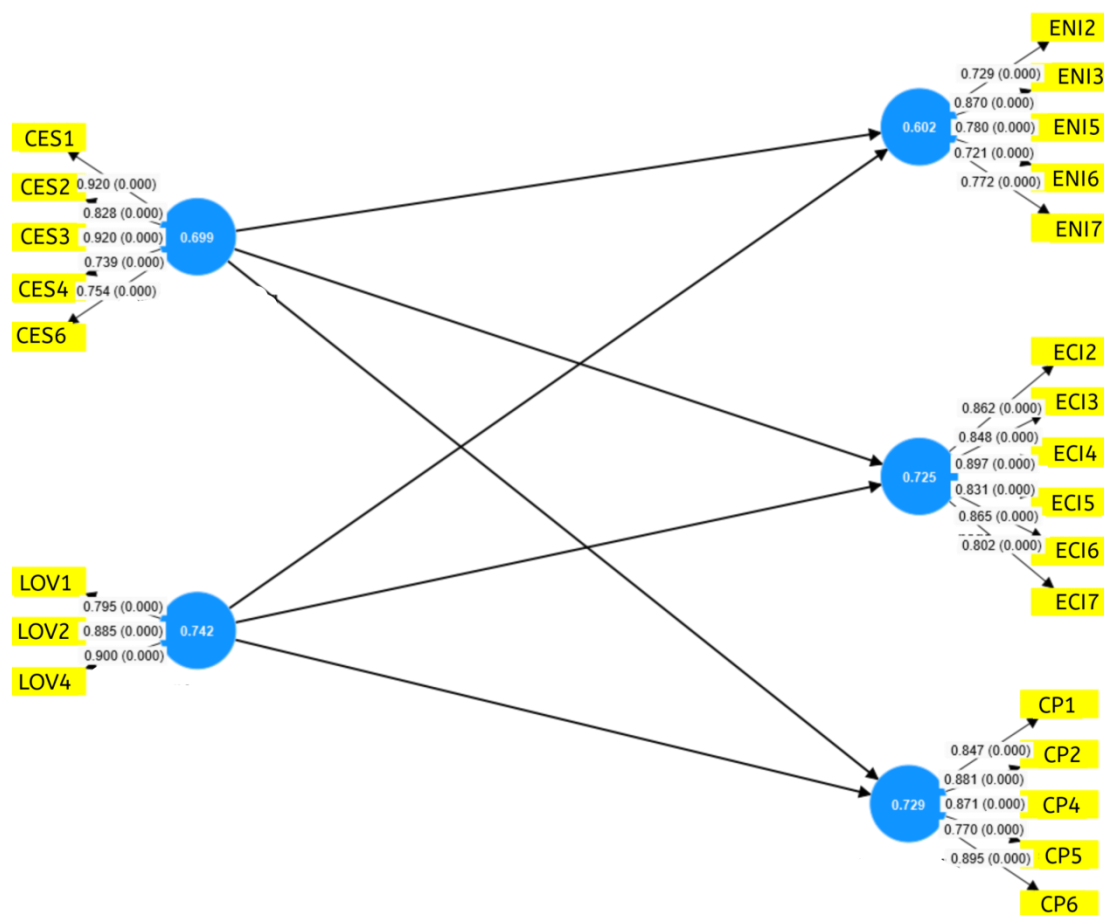 CES1
0.920 (0.000)
CES2
0.828 (0.000)
CES3
0.920 (0.000)
0.739 (0.000)
CES4
0.754 (0.000)
CES6
0.699
LOV1
0.795 (0.000)
LOV2
0.885 (0.000)
0.900 (0.000)
LOV4
0.742
ENI2
0.729 (0.000)
ENI3
0.870 (0.000)
0.602
0.780 (0.000)
ENI5
0.721 (0.000)
ENI6
0.772 (0.000)
ENI7
ECI2
0.862 (0.000)
ECI3
0.848 (0.000)
ECI4
0.897 (0.000)
0.725
0.831 (0.000)
ECI5
0.865 (0.000)
0.802 (0.000)
ECI6
ECI7
CP1
0.847 (0.000)
CP2
0.881 (0.000)
0.729
0.871 (0.000)
CP4
0.770 (0.000)
CP5
0.895 (0.000)
CP6